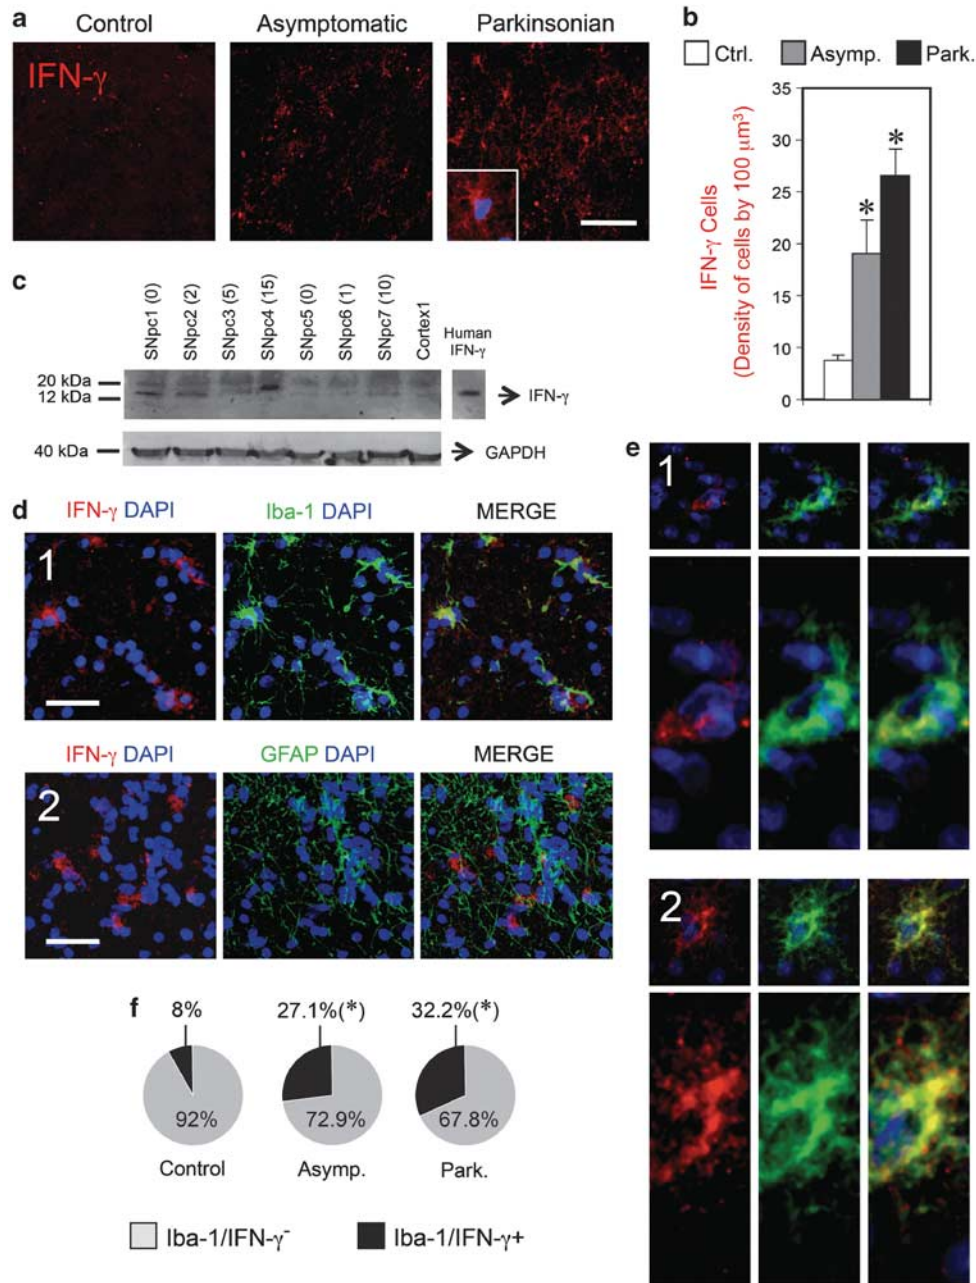 a
Control
Asymptomatic
Parkinsonian
IFN-γ
b
Ctrl.
Asymp.
Park.
IFN-γ Cells
(Density of cells by 100 μm³)
35
33
25
20
15
10
0
*
*
c
SNpc1 (0)
SNpc2 (2)
SNpc3 (5)
SNpc4 (15)
SNpc5 (0)
SNpc6 (1)
SNpc7 (10)
Cortex1
Human
IFN-γ
20 kDa
12 kDa
IFN-γ
40 kDa
GAPDH
d
IFN-γ DAPI
Iba-1 DAPI
MERGE
1
IFN-γ DAPI
GFAP DAPI
MERGE
2
e
1
2
f
8%
27.1%(*)
32.2%(*)
92%
72.9%
67.8%
Control
Asymp.
Park.
Iba-1/IFN-γ-
Iba-1/IFN-γ+